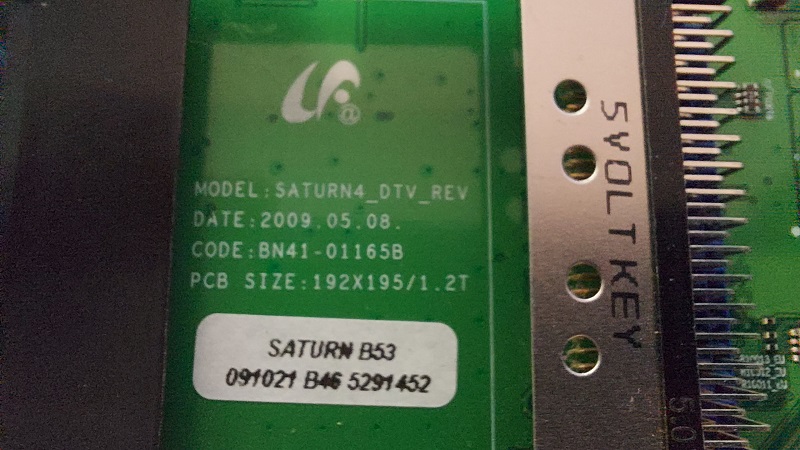 @
MODEL:SATURN4_DTV_REV
DATE:2009.05.08.
CODE:BN41-01165B
PCB SIZE:192X195/1.2T
SATURN B53
091021 B46 5291452
5VOLT KEY
50